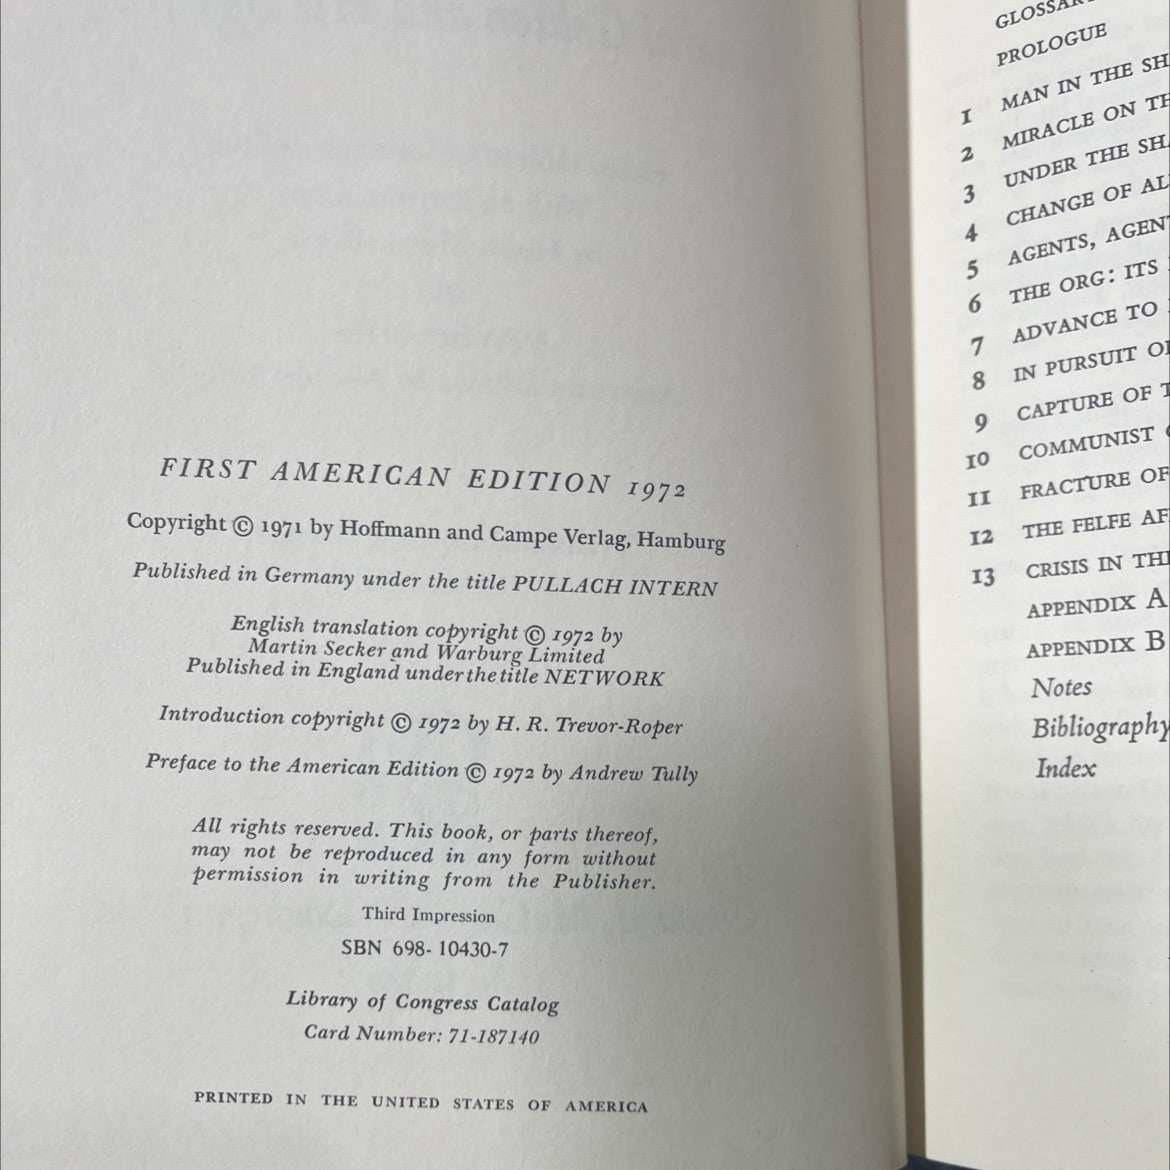 FIRST AMERICAN EDITION 1972
Copyright © 1971 by Hoffmann and Campe Verlag, Hamburg
Published in Germany under the title PULLACH INTERN
English translation copyright © 1972 by
Martin Secker and Warburg Limited
Published in England under the title NETWORK
Introduction copyright © 1972 by H. R. Trevor-Roper
Preface to the American Edition © 1972 by Andrew Tully
All rights reserved. This book, or parts thereof,
may not be reproduced in any form without
permission in writing from the Publisher.
Third Impression
SBN 698- 10430-7
Library of Congress Catalog
Card Number: 71-187140
PRINTED IN THE UNITED STATES OF AMERICA
PROLOGUE
1 MAN IN THE
2 MIRACLE ON
3 UNDER THE
4 CHANGE OF
5 AGENTS,
6 THE ORG: ITS
7 ADVANCE TO
8 IN PURSUIT
9 CAPTURE OF
10 COMMUNIST
11 FRACTURE OF
12 THE FELFE
13 CRISIS IN
APPENDIX A
APPENDIX B
Notes
Bibliography
Index